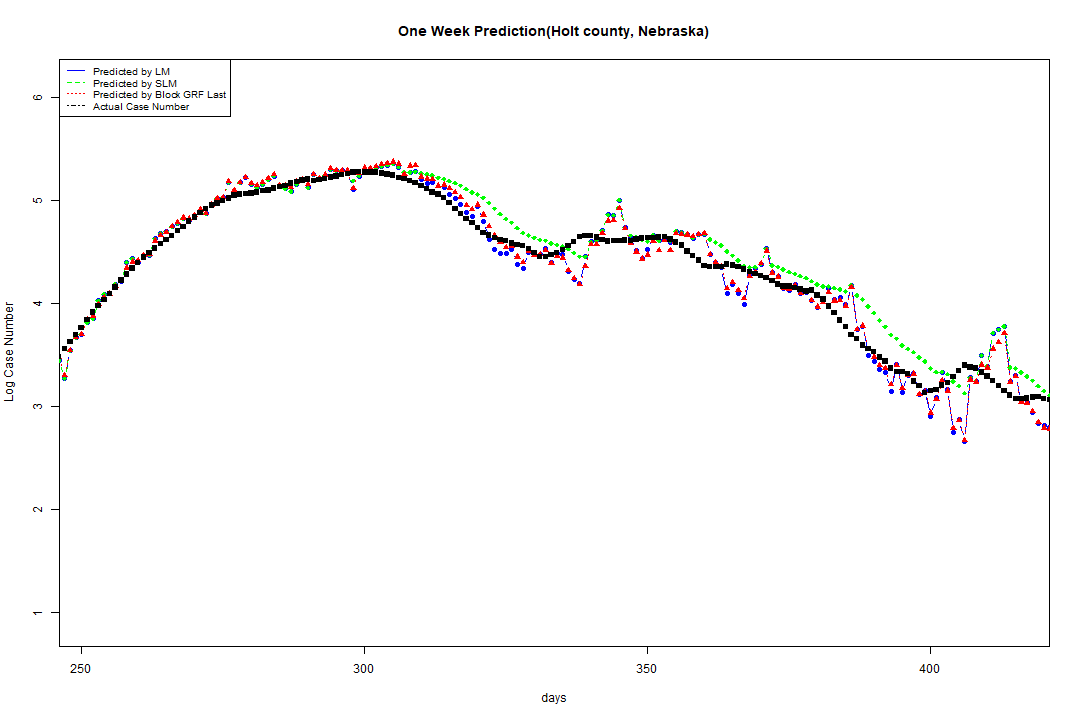 One Week Prediction(Holt county, Nebraska)
Predicted by LM
Predicted by SLM
Predicted by Block GRF Last
Actual Case Number
6
5
4
3
2
1
Log Case Number
250
300
350
400
days